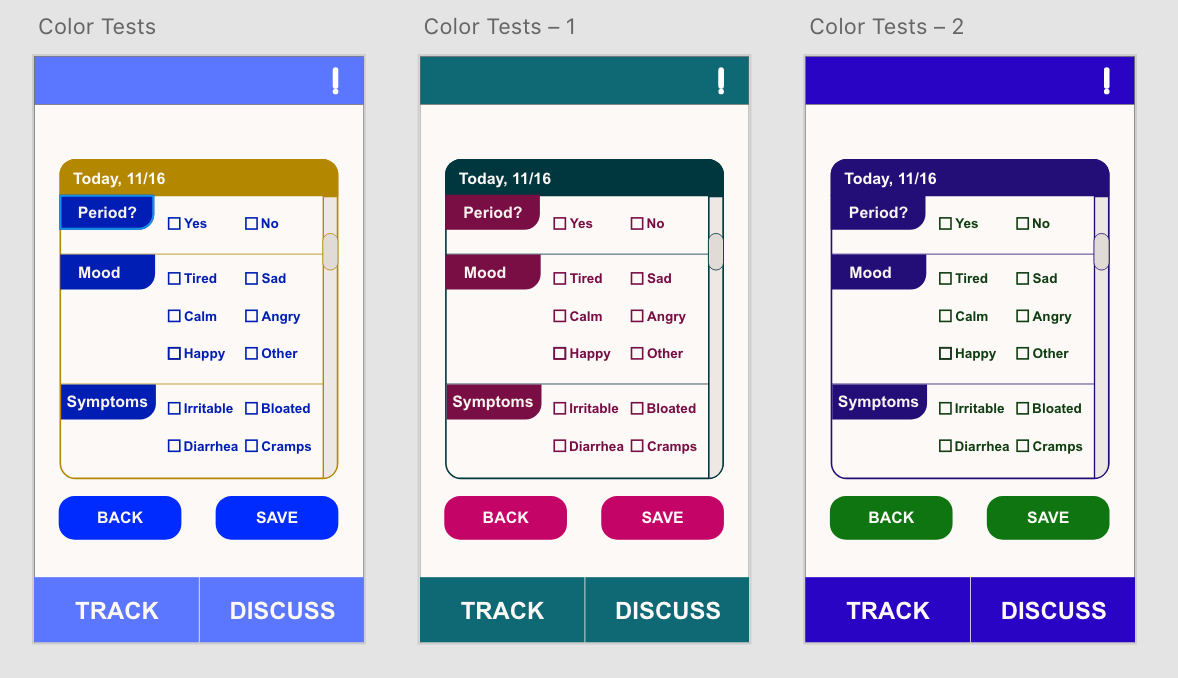 Color Tests
!
Today, 11/16
Period?
Yes No
Mood
Tired Sad
Calm Angry
Happy Other
Symptoms
Irritable Bloated
Diarrhea Cramps
BACK SAVE
TRACK DISCUSS
Color Tests – 1
!
Today, 11/16
Period?
Yes No
Mood
Tired Sad
Calm Angry
Happy Other
Symptoms
Irritable Bloated
Diarrhea Cramps
BACK SAVE
TRACK DISCUSS
Color Tests – 2
!
Today, 11/16
Period?
Yes No
Mood
Tired Sad
Calm Angry
Happy Other
Symptoms
Irritable Bloated
Diarrhea Cramps
BACK SAVE
TRACK DISCUSS